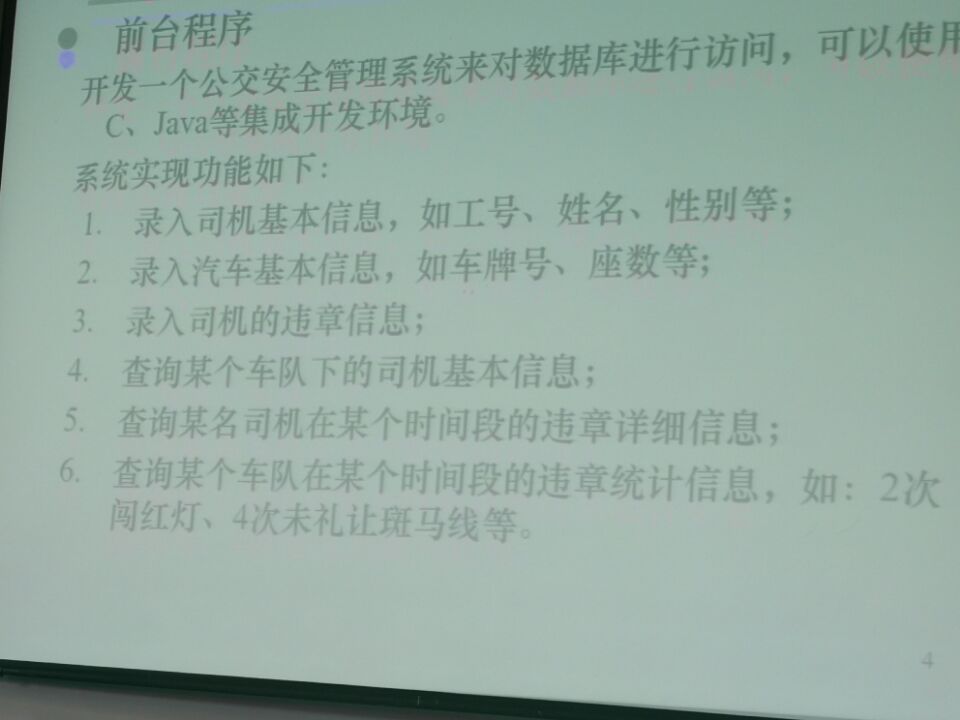 前台程序
开发一个公交安全管理系统来对数据库进行访问，可以使用
C、Java等集成开发环境。
系统实现功能如下：
1. 录入司机基本信息，如工号、姓名、性别等；
2. 录入汽车基本信息，如车牌号、座数等；
3. 录入司机的违章信息；
4. 查询某个车队下的司机基本信息；
5. 查询某名司机在某个时间段的违章详细信息；
6. 查询某个车队在某个时间段的违章统计信息，如：2次
闯红灯、4次未礼让斑马线等。
4